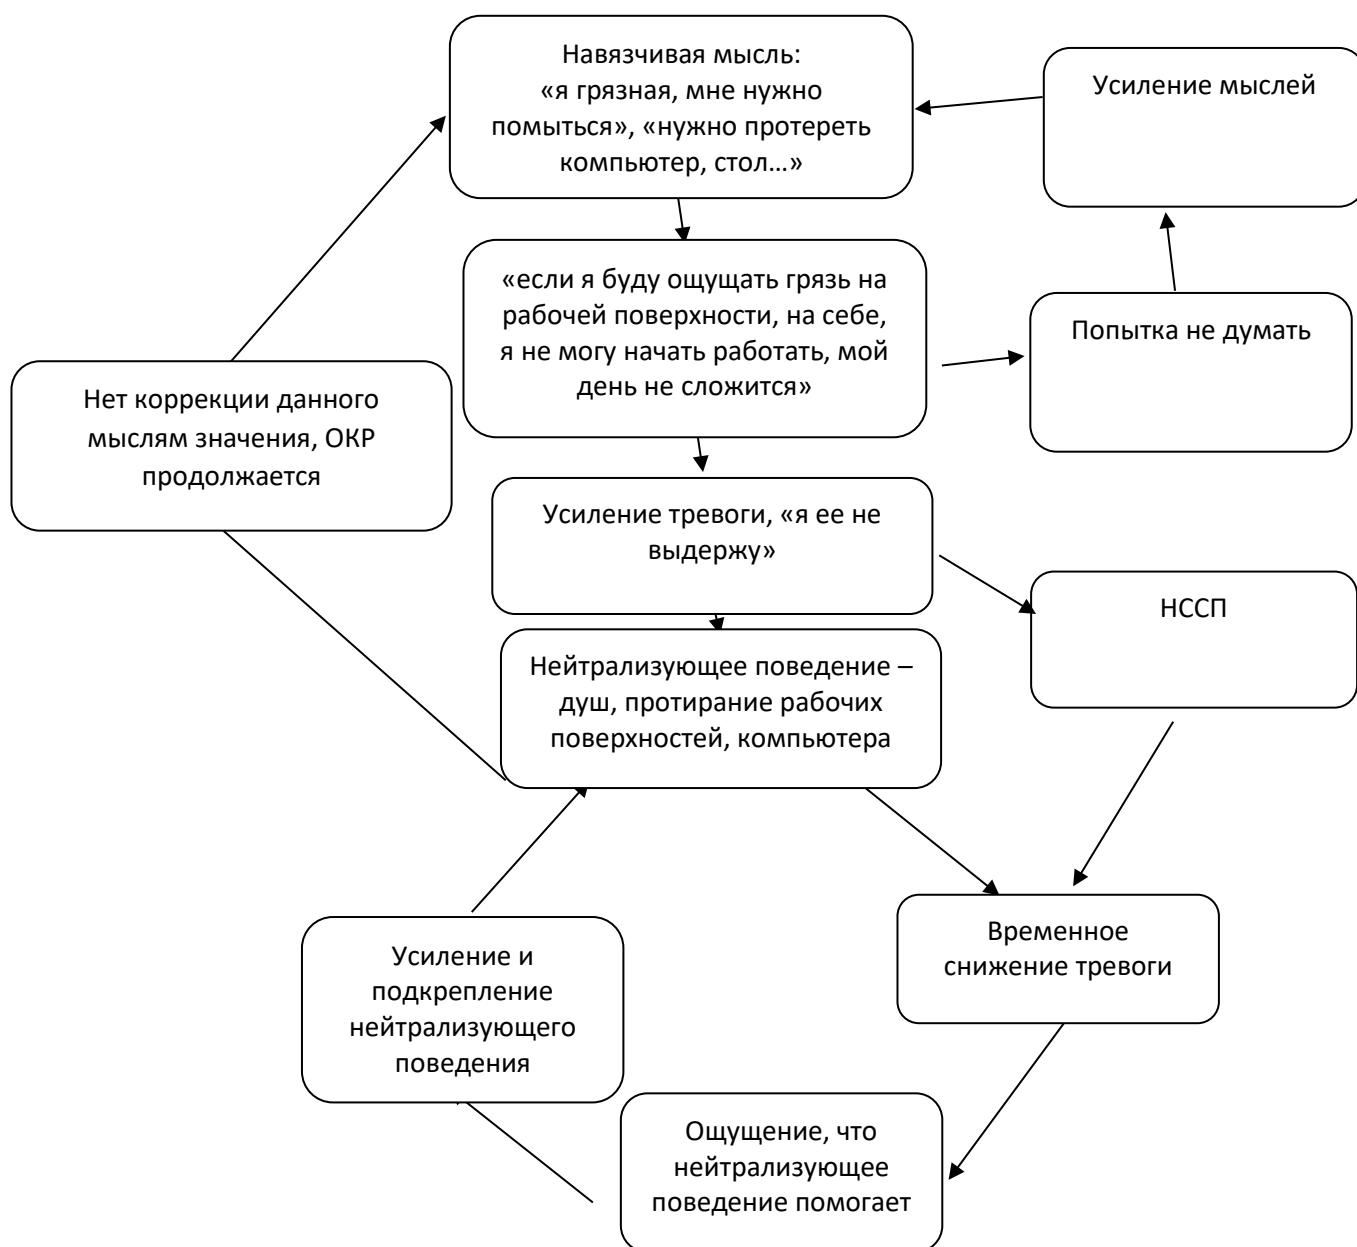 Навязчивая мысль:
«я грязная, мне нужно
помыться», «нужно протереть
компьютер, стол…»
Усиление мыслей
«если я буду ощущать грязь на
рабочей поверхности, на себе,
я не могу начать работать, мой
день не сложится»
Попытка не думать
Нет коррекции данного
мыслям значения, ОКР
продолжается
Усиление тревоги, «я ее не
выдержу»
НССП
Нейтрализующее поведение –
душ, протирание рабочих
поверхностей, компьютера
Временное
снижение тревоги
Усиление и
подкрепление
нейтрализующего
поведения
Ощущение, что
нейтрализующее
поведение помогает